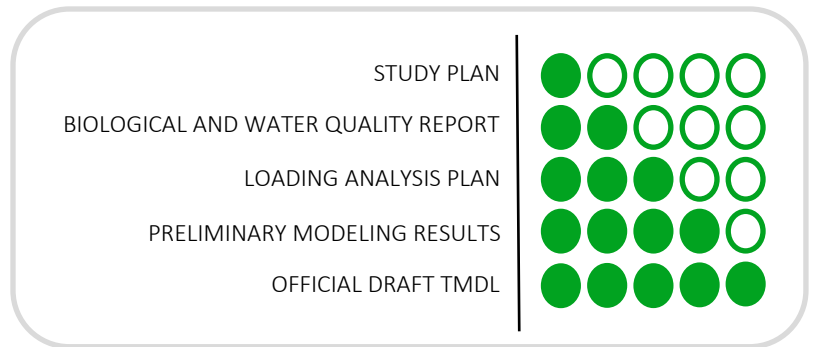 STUDY PLAN
BIOLOGICAL AND WATER QUALITY REPORT
LOADING ANALYSIS PLAN
PRELIMINARY MODELING RESULTS
OFFICIAL DRAFT TMDL